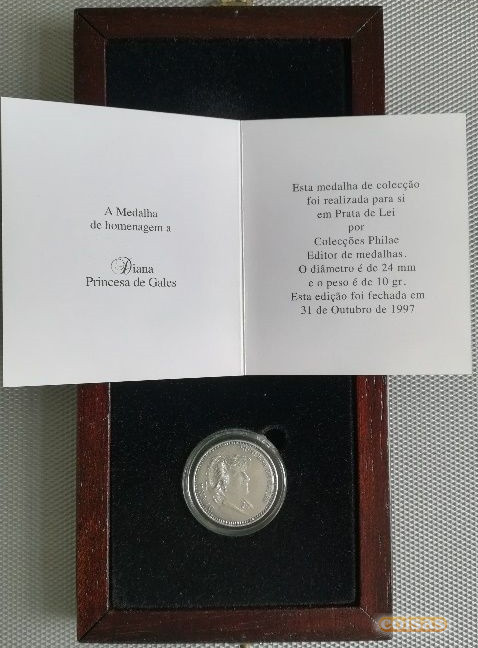 A Medalha
de homenagem a
Diana
Princesa de Gales
Esta medalha de colecção
foi realizada para si
em Prata de Lei
por
Colecções Philae
Editor de medalhas.
O diâmetro é de 24 mm
e o peso é de 10 gr.
Esta edição foi fechada em
31 de Outubro de 1997
coisas